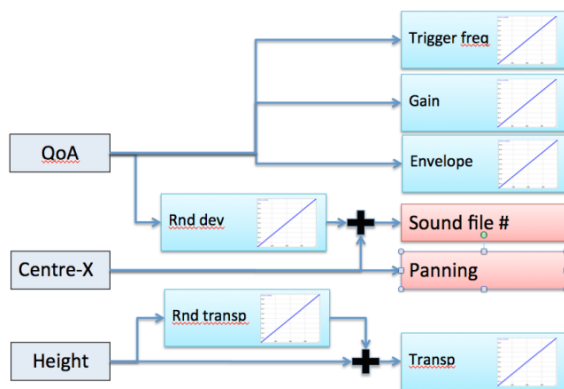 Trigger freq
Gain
QoA
Envelope
Rnd dev
Sound file #
Centre-X
Panning
Rnd transp
Height
Transp